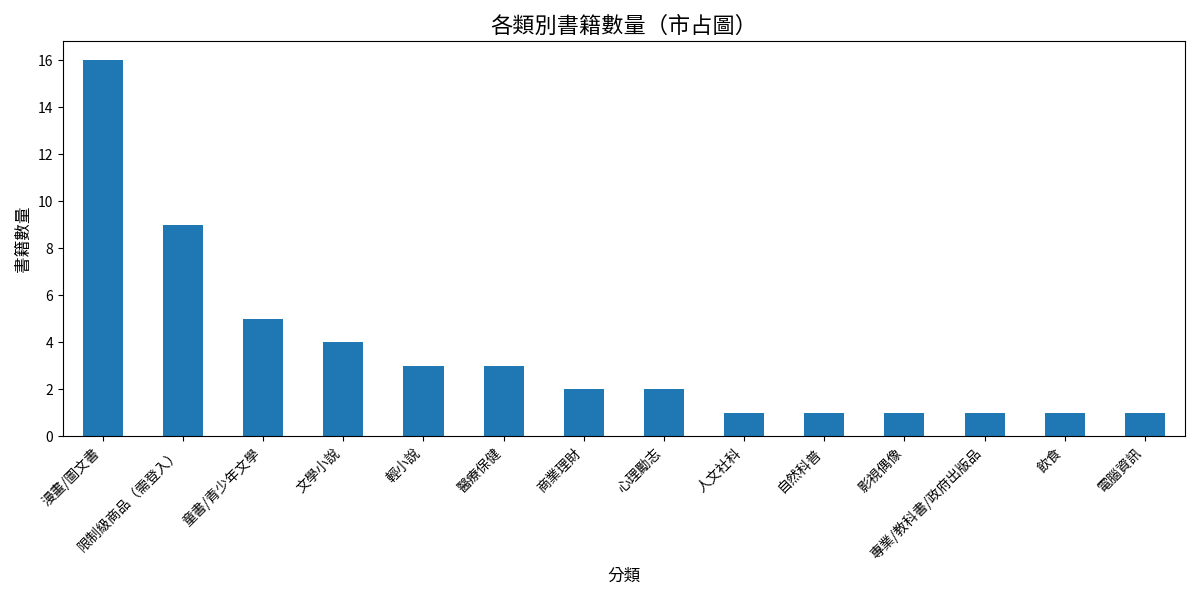 各類別書籍數量（市占圖）
書籍數量
16
14
12
10
8
6
4
2
0
漫畫/圖文書
限制級商品（需登入）
童書/青少年文學
文學小說
輕小說
醫療保健
商業理財
心理勵志
人文社科
自然科普
影視偶像
專業/教科書/政府出版品
飲食
電腦資訊
分類